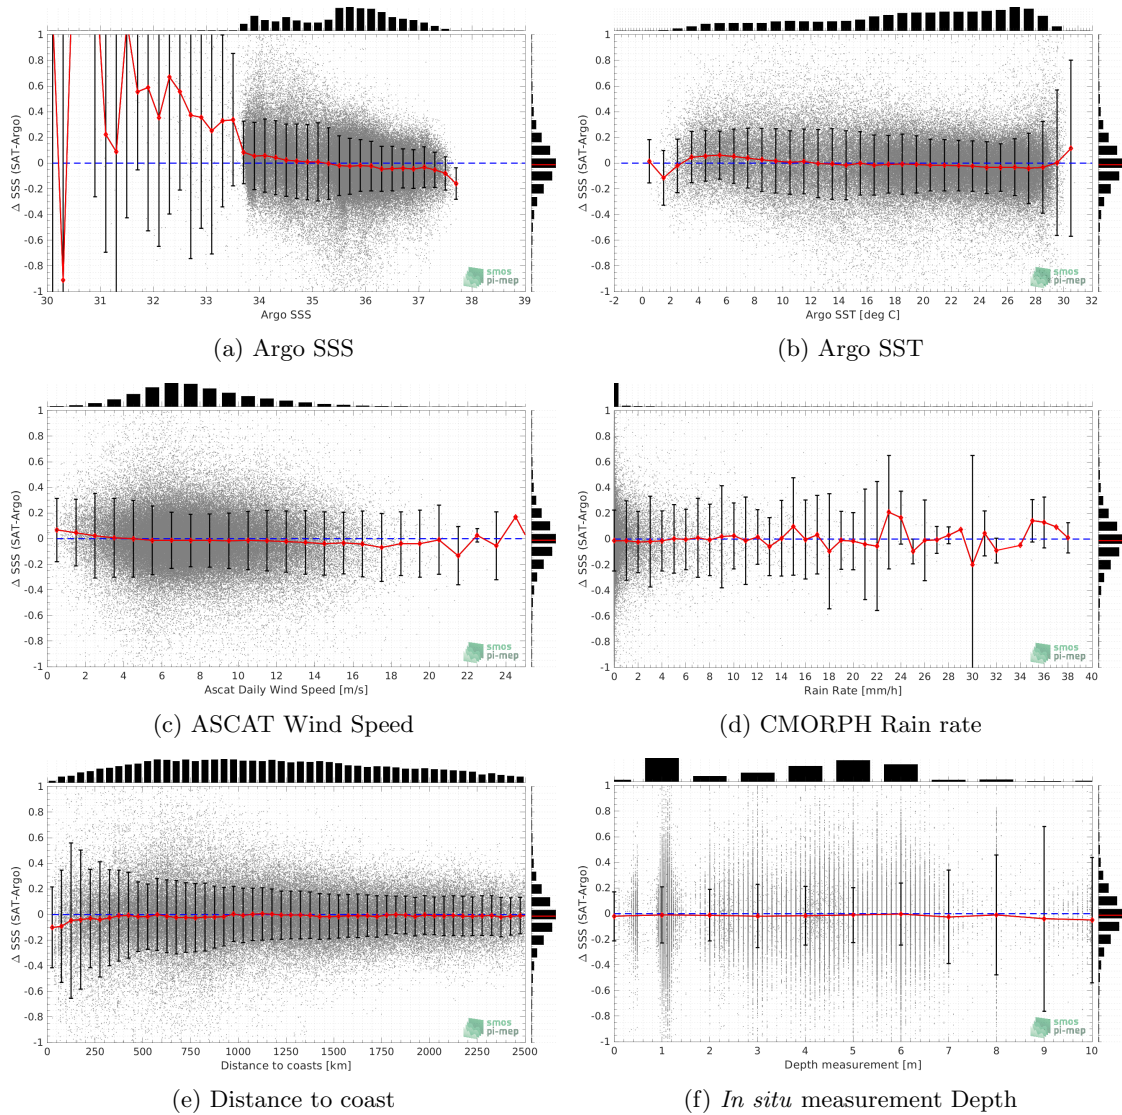 1
0.8
0.6
0.4
0.2
0
-0.2
-0.4
-0.6
-0.8
-1
Δ SSS (SAT-Argo)
30 31 32 33 34 35 36 37 38 39
Argo SSS
smos
pi-mep
(a) Argo SSS
1
0.8
0.6
0.4
0.2
0
-0.2
-0.4
-0.6
-0.8
-1
Δ SSS (SAT-Argo)
-2 0 2 4 6 8 10 12 14 16 18 20 22 24 26 28 30 32
Argo SST [deg C]
smos
pi-mep
(b) Argo SST
1
0.8
0.6
0.4
0.2
0
-0.2
-0.4
-0.6
-0.8
-1
Δ SSS (SAT-Argo)
0 2 4 6 8 10 12 14 16 18 20 22 24
Ascat Daily Wind Speed [m/s]
smos
pi-mep
(c) ASCAT Wind Speed
1
0.8
0.6
0.4
0.2
0
-0.2
-0.4
-0.6
-0.8
-1
Δ SSS (SAT-Argo)
0 2 4 6 8 10 12 14 16 18 20 22 24 26 28 30 32 34 36 38 40
Rain Rate [mm/h]
smos
pi-mep
(d) CMORPH Rain rate
1
0.8
0.6
0.4
0.2
0
-0.2
-0.4
-0.6
-0.8
-1
Δ SSS (SAT-Argo)
0 250 500 750 1000 1250 1500 1750 2000 2250 2500
Distance to coasts [km]
smos
pi-mep
(e) Distance to coast
1
0.8
0.6
0.4
0.2
0
-0.2
-0.4
-0.6
-0.8
-1
Δ SSS (SAT-Argo)
0 1 2 3 4 5 6 7 8 9 10
Depth measurement [m]
smos
pi-mep
(f) In situ measurement Depth